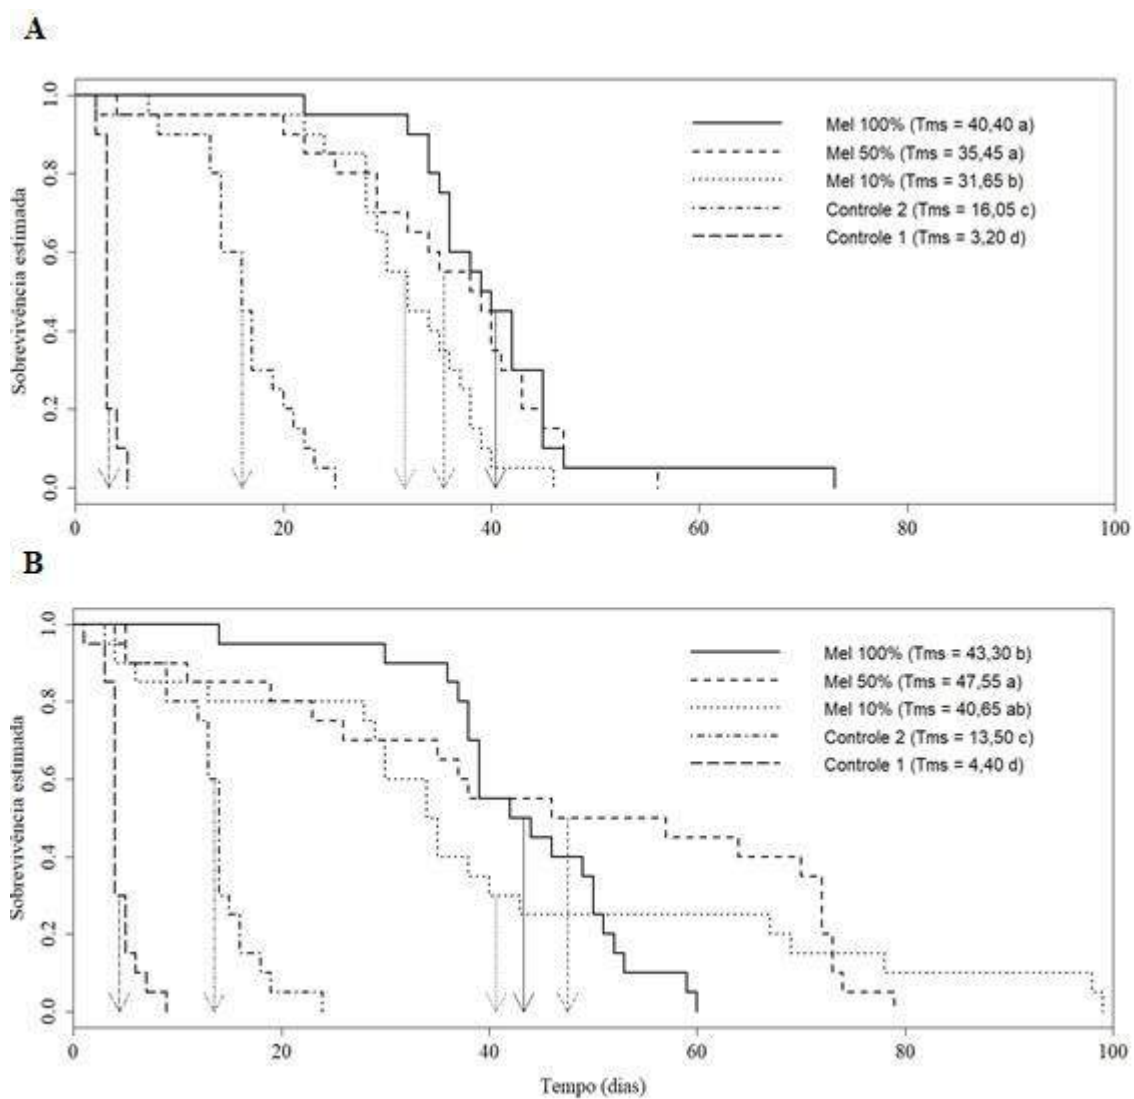 A
Sobrevivência estimada
1.0
0.8
0.6
0.4
0.2
0.0
Mel 100% (Tms = 40,40 a)
Mel 50% (Tms = 35,45 a)
Mel 10% (Tms = 31,65 b)
Controle 2 (Tms = 16,05 c)
Controle 1 (Tms = 3,20 d)
0 20 40 60 80 100
B
Sobrevivência estimada
1.0
0.8
0.6
0.4
0.2
0.0
Mel 100% (Tms = 43,30 b)
Mel 50% (Tms = 47,55 a)
Mel 10% (Tms = 40,65 ab)
Controle 2 (Tms = 13,50 c)
Controle 1 (Tms = 4,40 d)
0 20 40 60 80 100
Tempo (dias)